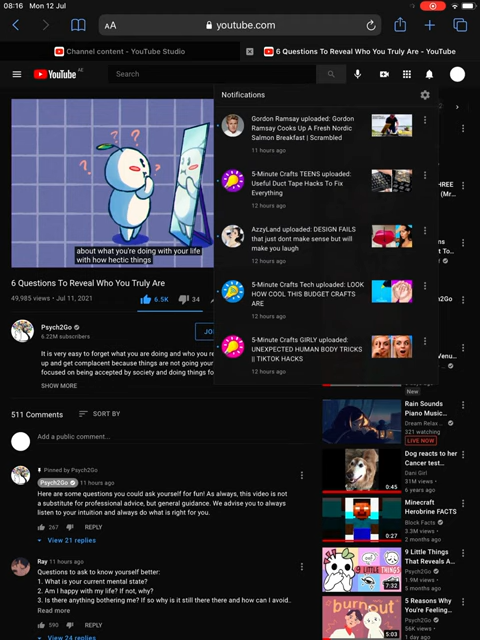 08:16 Mon 12 Jul
AA
youtube.com
Channel content - YouTube Studio
6 Questions To Reveal Who You Truly Are - YouTube
YouTube AE
Search
Notifications
Gordon Ramsay uploaded: Gordon
Ramsay Cooks Up A Fresh Nordic
Salmon Breakfast | Scrambled
11 hours ago
5-Minute Crafts TEENS uploaded:
Useful Duct Tape Hacks To Fix
Everything
12 hours ago
AzzyLand uploaded: DESIGN FAILS
that just dont make sense but will
make you laugh
12 hours ago
5-Minute Crafts Tech uploaded: LOOK
HOW COOL THIS BUDGET CRAFTS
ARE
12 hours ago
5-Minute Crafts GIRLY uploaded:
UNEXPECTED HUMAN BODY TRICKS
|| TIKTOK HACKS
12 hours ago
about what you're doing with your life
with how hectic things
6 Questions To Reveal Who You Truly Are
49,985 views • Jul 11, 2021
6.5K
34
Psych2Go
6.22M subscribers
JO
It is very easy to forget what you are doing and who you re
up and get complacent because things are not going your
focused on being accepted by society and doing things fo
SHOW MORE
511 Comments
SORT BY
Add a public comment...
Pinned by Psych2Go
Psych2Go 11 hours ago
Here are some questions you could ask yourself for fun! As always, this video is not
a substitute for professional advice, but general guidance. We advise you to always
listen to your intuition and always do what is right for you.
267
REPLY
View 21 replies
Ray 11 hours ago
Questions to ask to know yourself better:
1. What is your current mental state?
2. Am I happy with my life? If not, why?
3. Is there anything bothering me? If so why is it still there there and how can I avoid..
Read more
590
REPLY
View 24 replies
HREE
(Mr...
s
t To..
2Go
Venu...
New
Rain Sounds
Piano Music...
Dream Relax...
321 watching
LIVE NOW
Dog reacts to her
Cancer test...
Dani Girl
31M views •
6 years ago
0:45
Minecraft
Herobrine FACTS
Block Facts
3.3M views •
2 months ago
0:27
9 LITTLE
THINGS
7:32
9 Little Things
That Reveals A...
Psych2Go
1.9M views •
5 months ago
burnout
5:03
5 Reasons Why
You're Feeling...
Psych2Go
56K views •
1 day ago